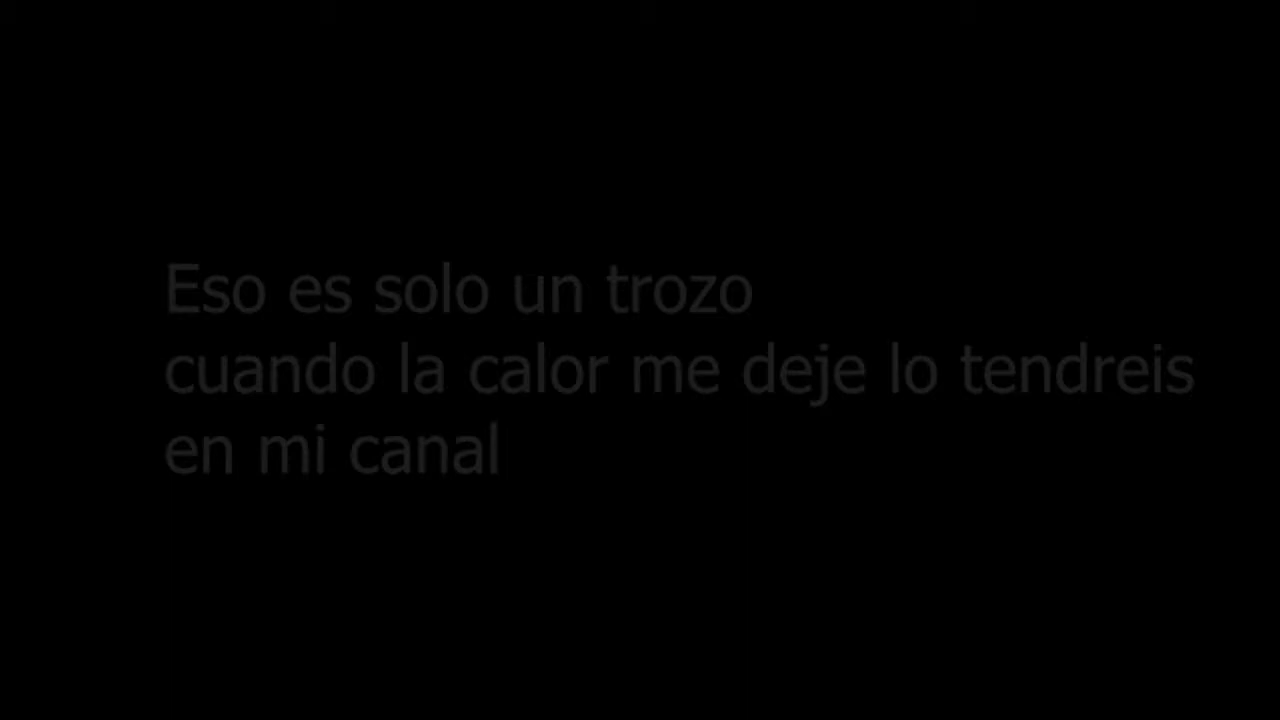 Eso es solo un trozo
cuando la calor me deje lo tendreis
en mi canal